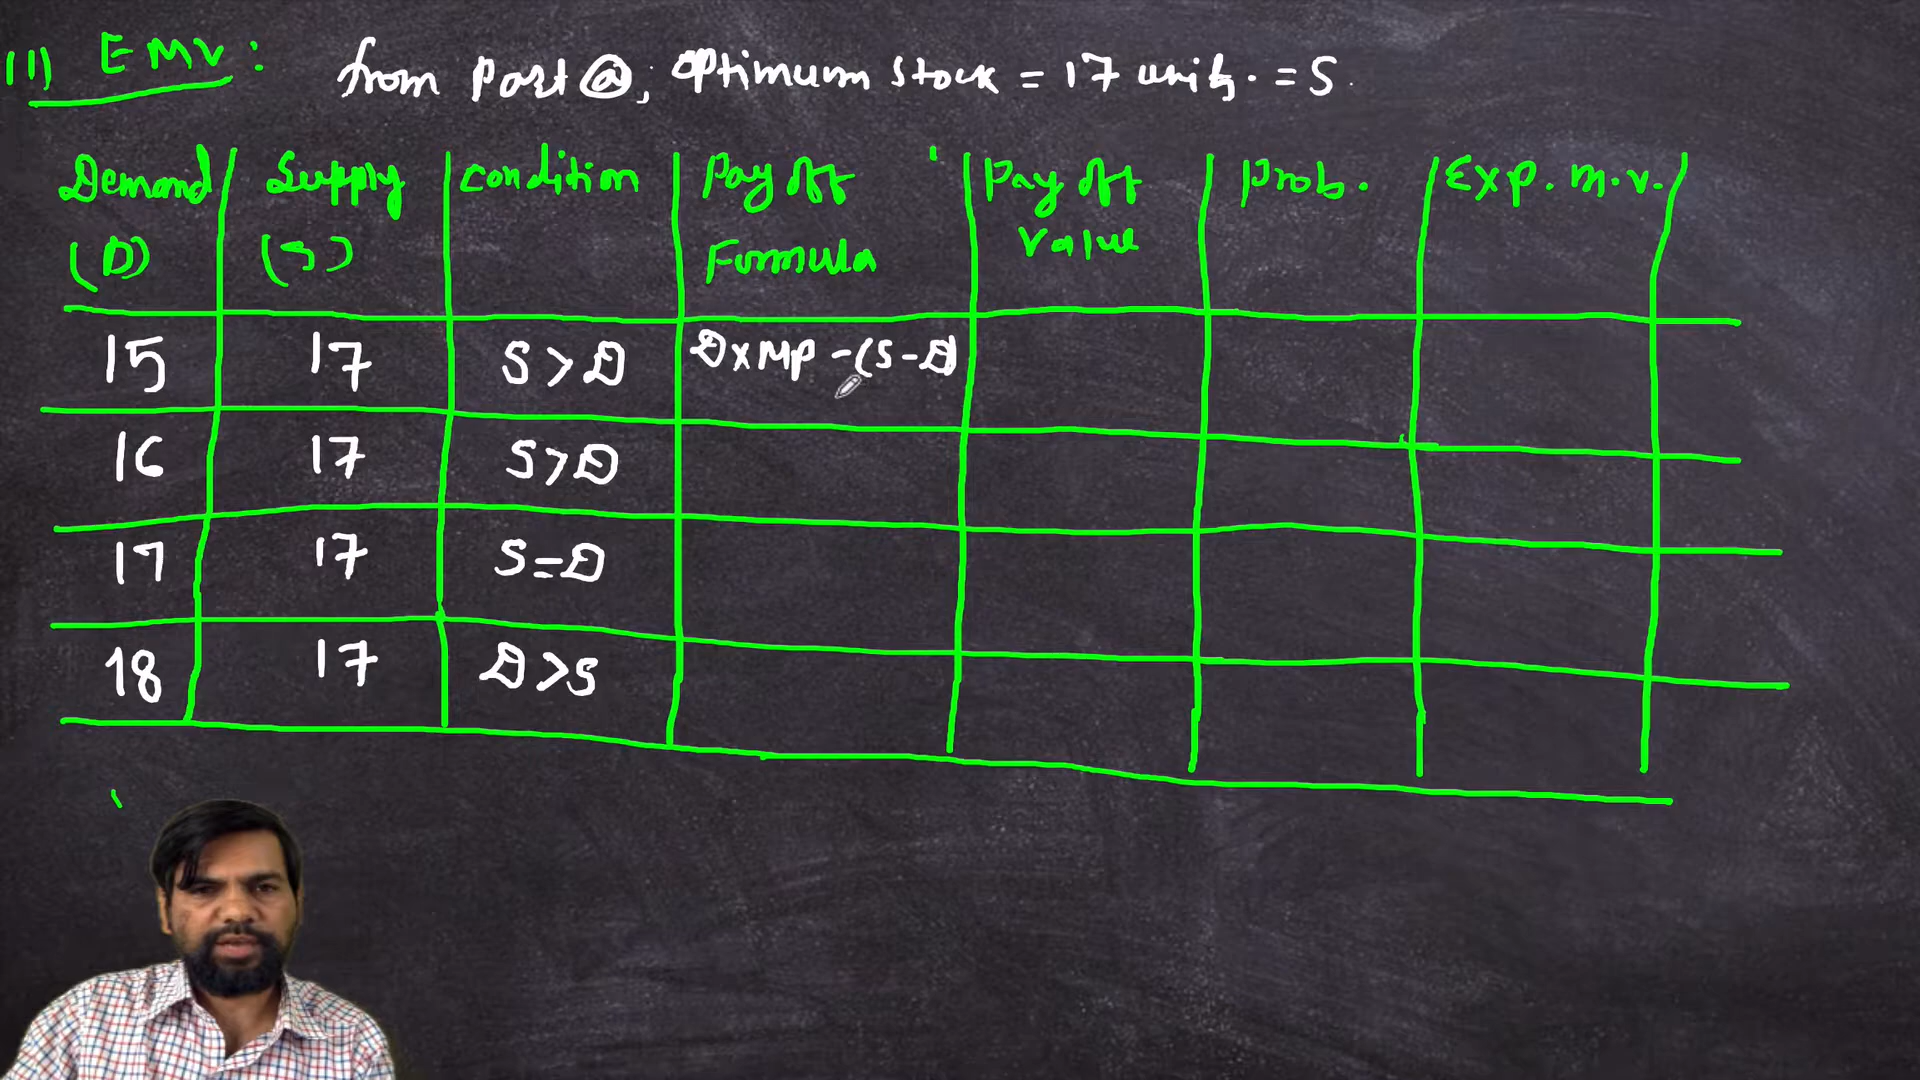 11) EMV: from Part @; optimum stock = 17 units. = S.
Demand (D) Supply (S) condition Pay off Formula Pay off Value Prob. Exp. m.v.
15 17 S > D D x MP - (S - D)
16 17 S > D
17 17 S = D
18 17 D > S